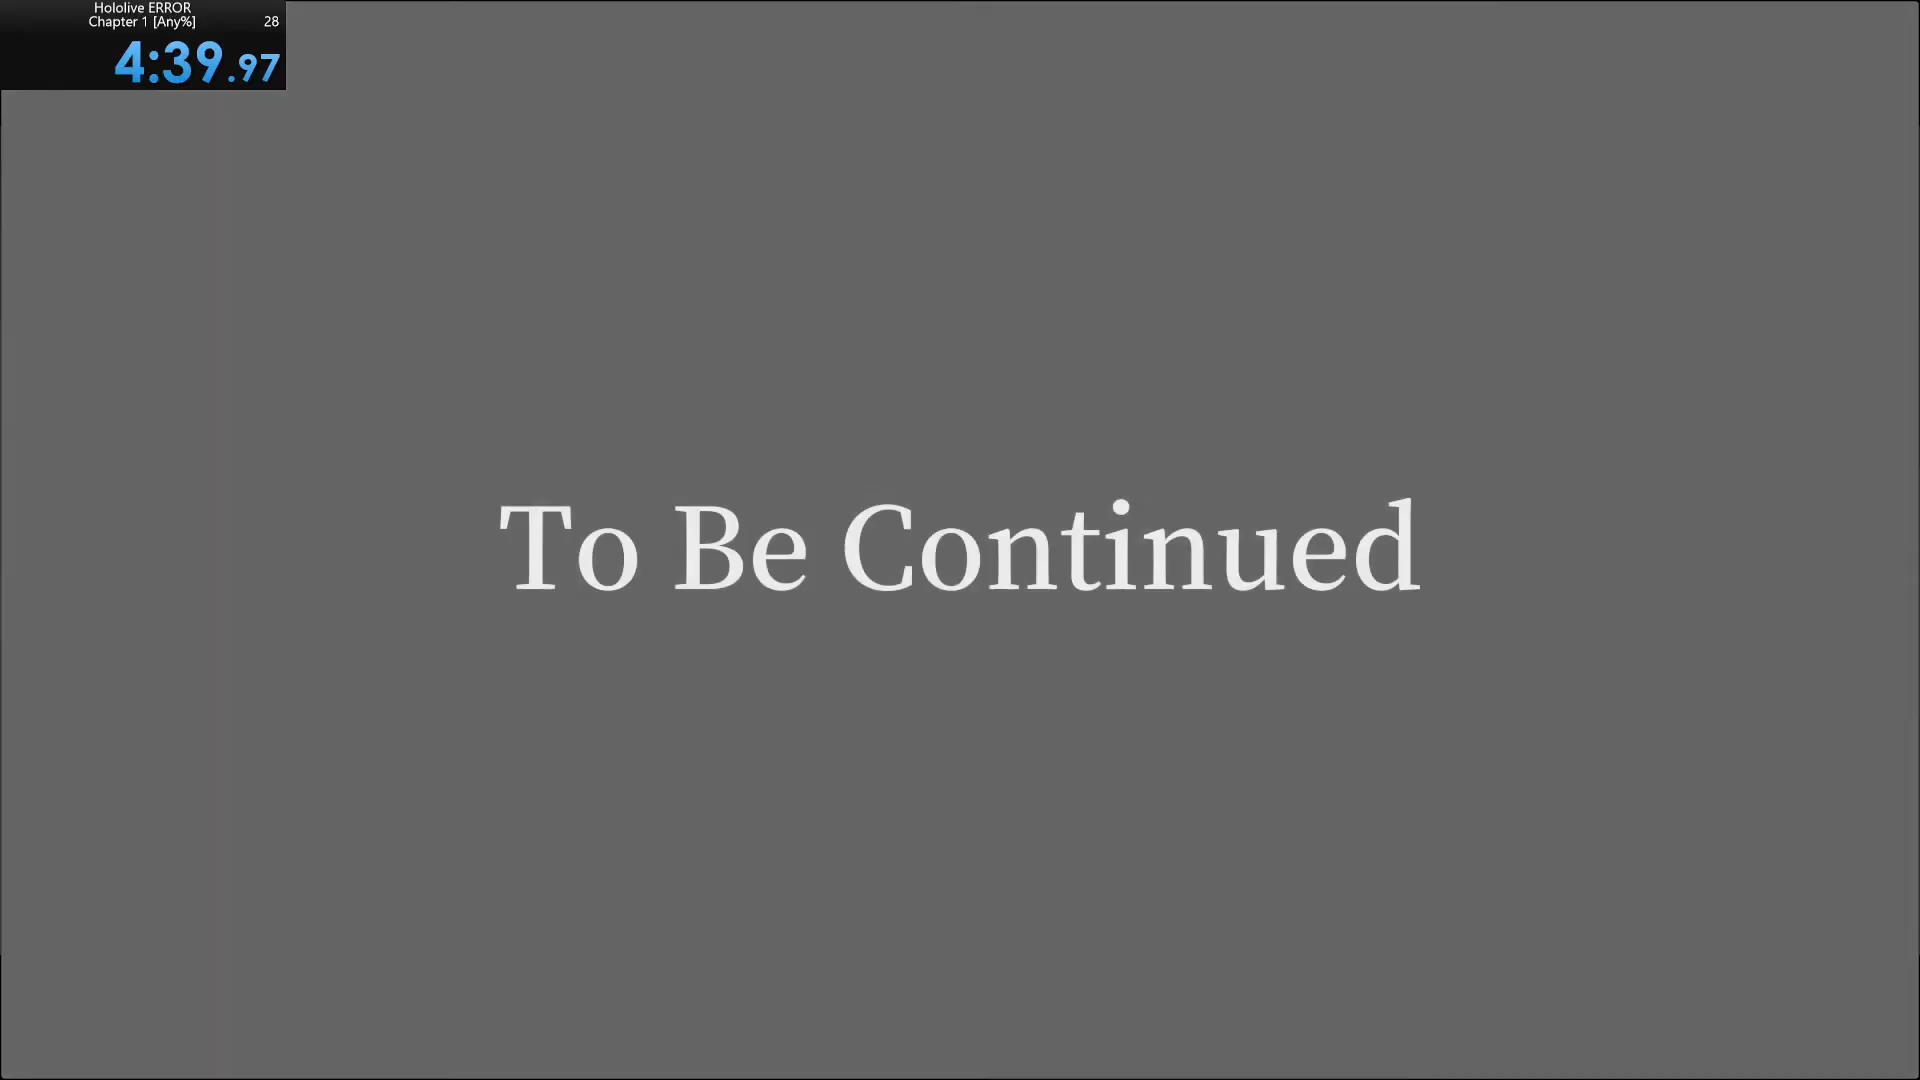 Hololive ERROR
Chapter 1 [Any%] 28
4:39.97
To Be Continued